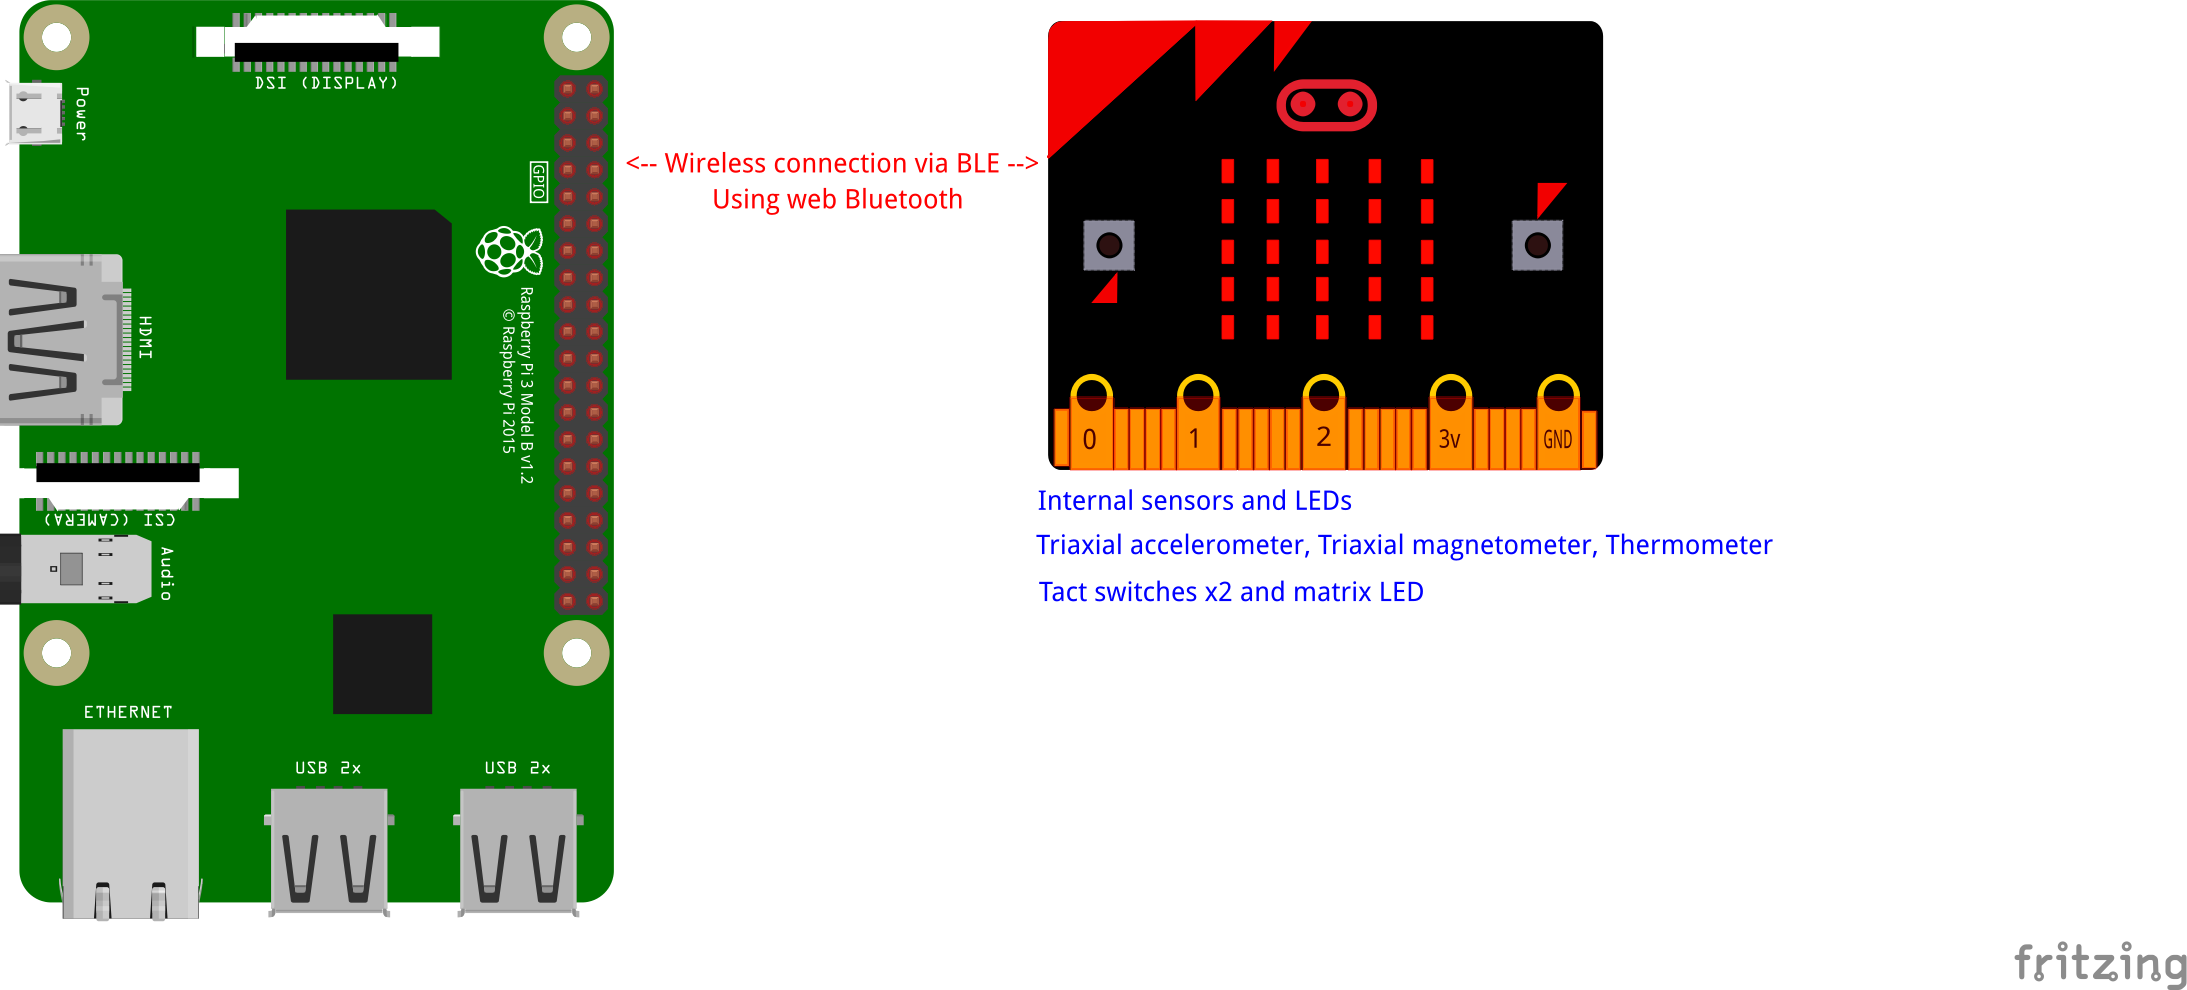 DSI (DISPLAY)
Power
GPIO
Raspberry Pi 3 Model B v1.2
© Raspberry Pi 2015
HDMI
CSI (CAMERA)
Audio
ETHERNET
USB 2x
USB 2x
<-- Wireless connection via BLE -->
Using web Bluetooth
0
1
2
3v
GND
Internal sensors and LEDs
Triaxial accelerometer, Triaxial magnetometer, Thermometer
Tact switches x2 and matrix LED
fritzing